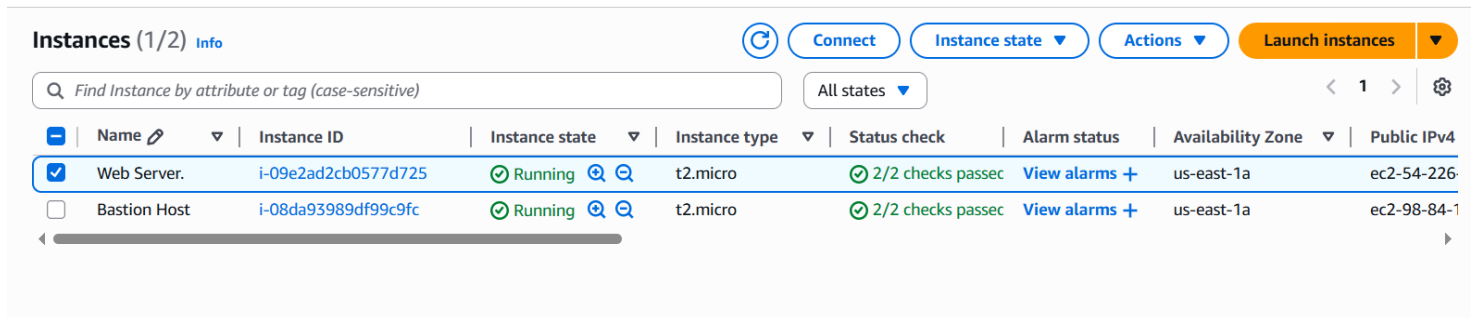 Instances (1/2) Info Connect Instance state Actions Launch instances
Find Instance by attribute or tag (case-sensitive) All states 1
Name Instance ID Instance state Instance type Status check Alarm status Availability Zone Public IPv4
Web Server. i-09e2ad2cb0577d725 Running t2.micro 2/2 checks passec View alarms + us-east-1a ec2-54-226-
Bastion Host i-08da93989df99c9fc Running t2.micro 2/2 checks passec View alarms + us-east-1a ec2-98-84-1